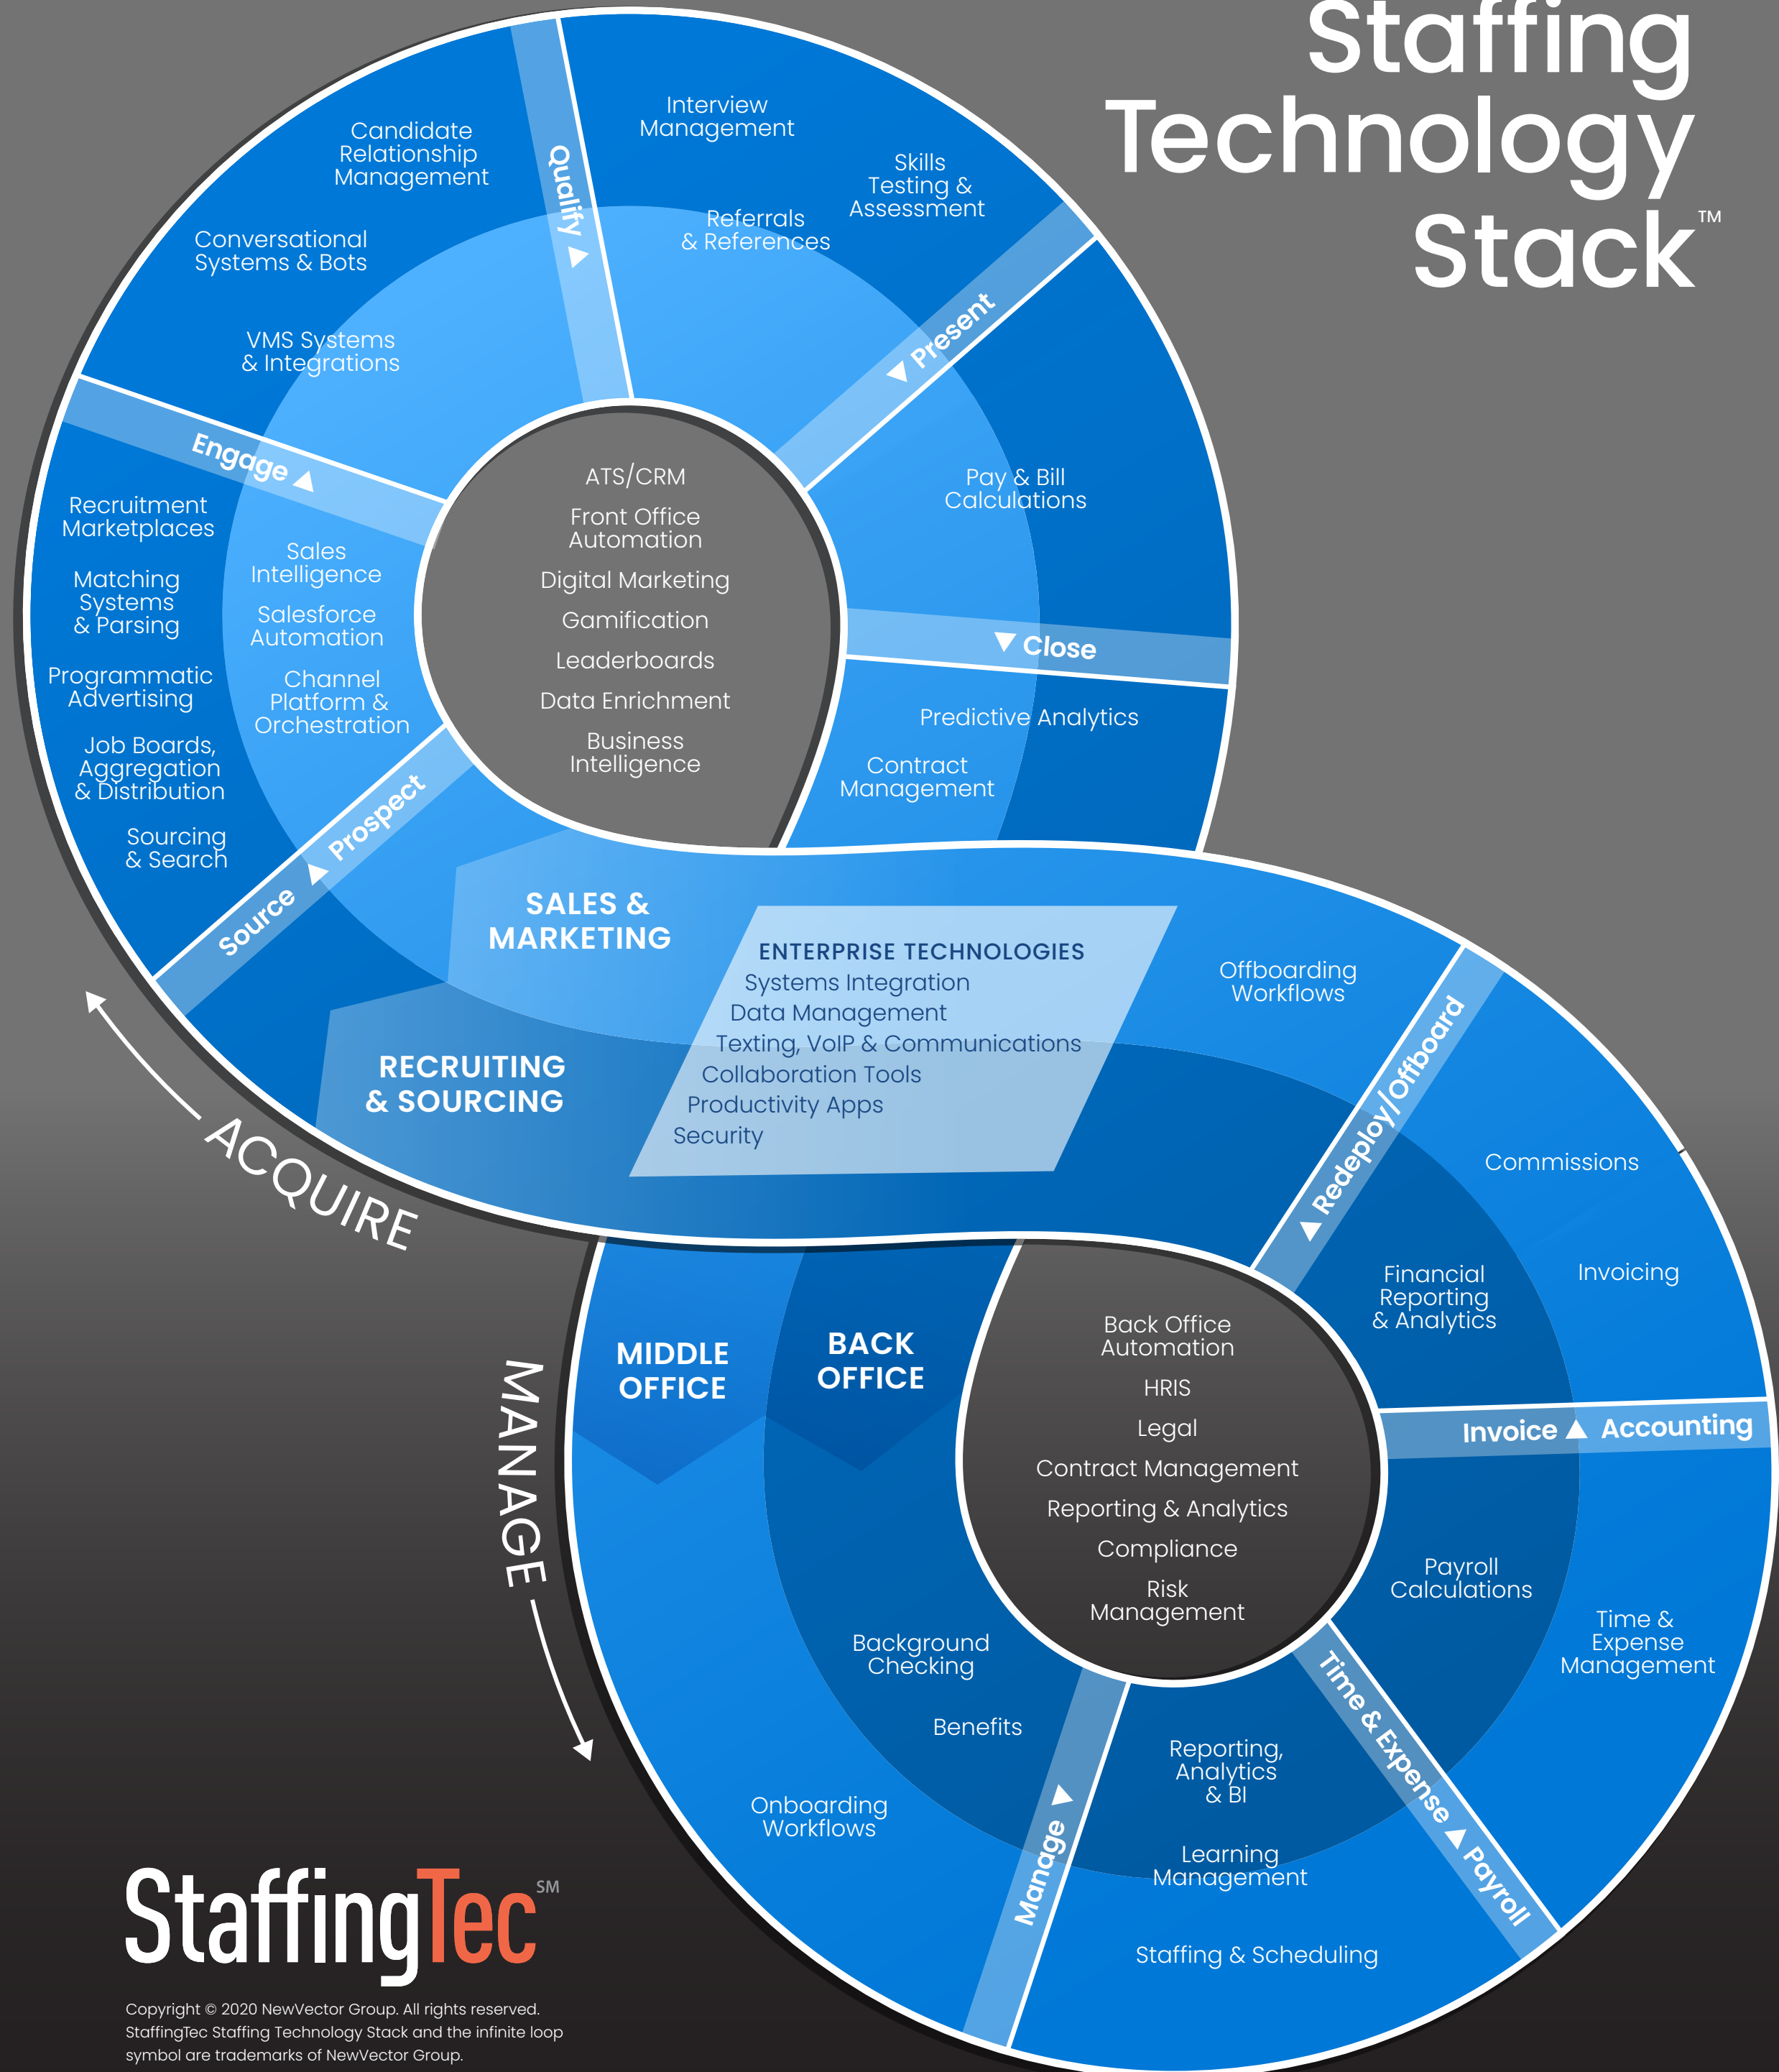 Staffing
Technology
Stack™
Interview
Management
Skills
Testing &
Assessment
Referrals
& References
Qualify
Candidate
Relationship
Management
Conversational
Systems & Bots
VMS Systems
& Integrations
Present
Engage
Recruitment
Marketplaces
Matching
Systems
& Parsing
Programmatic
Advertising
Job Boards,
Aggregation
& Distribution
Sourcing
& Search
Sales
Intelligence
Salesforce
Automation
Channel
Platform &
Orchestration
Source
Prospect
ATS/CRM
Front Office
Automation
Digital Marketing
Gamification
Leaderboards
Data Enrichment
Business
Intelligence
Pay & Bill
Calculations
Close
Predictive Analytics
Contract
Management
SALES &
MARKETING
RECRUITING
& SOURCING
ENTERPRISE TECHNOLOGIES
Systems Integration
Data Management
Texting, VoIP & Communications
Collaboration Tools
Productivity Apps
Security
Offboarding
Workflows
Redeploy/Offboard
ACQUIRE
MANAGE
MIDDLE
OFFICE
BACK
OFFICE
Commissions
Invoicing
Financial
Reporting
& Analytics
Invoice
Accounting
Back Office
Automation
HRIS
Legal
Contract Management
Reporting & Analytics
Compliance
Risk
Management
Payroll
Calculations
Time &
Expense
Management
Time & Expense
Payroll
Background
Checking
Benefits
Onboarding
Workflows
Manage
Reporting,
Analytics
& BI
Learning
Management
Staffing & Scheduling
StaffingTec SM
Copyright © 2020 NewVector Group. All rights reserved.
StaffingTec Staffing Technology Stack and the infinite loop
symbol are trademarks of NewVector Group.